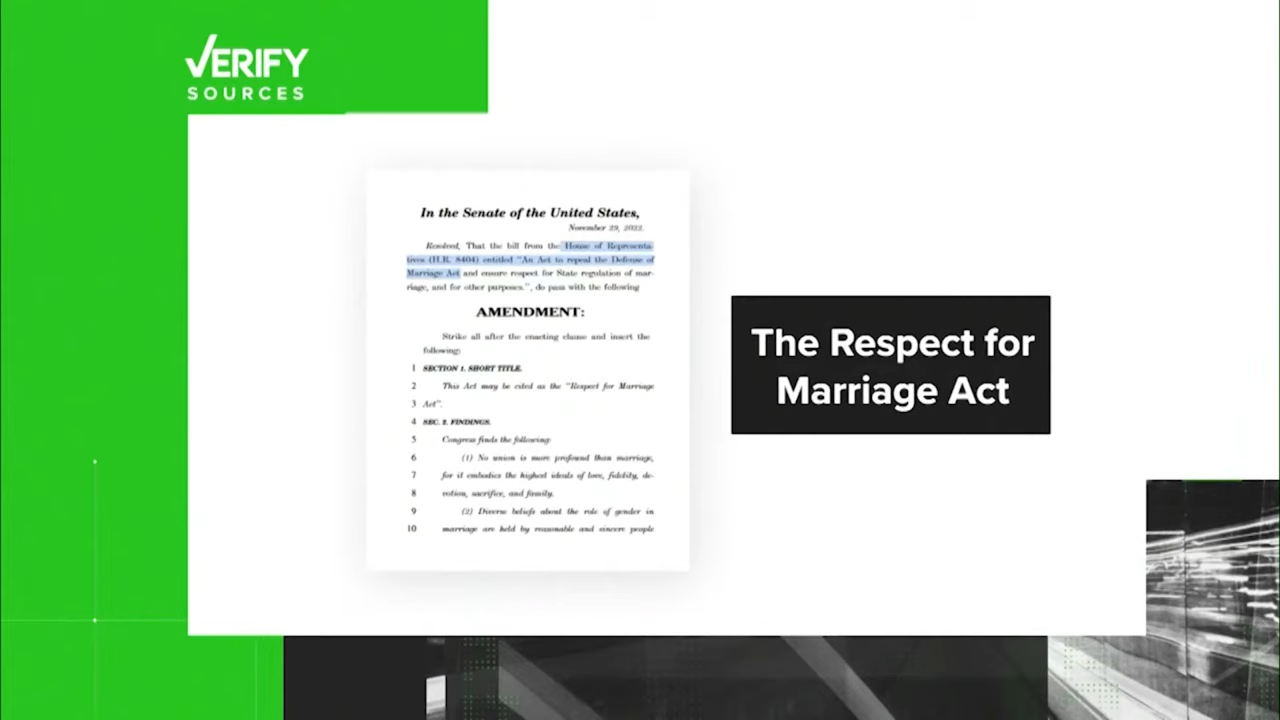 VERIFY
SOURCES
In the Senate of the United States,
November 29, 2022.
Resolved, That the bill from the House of Representa-
tives (H.R. 8404) entitled “An Act to repeal the Defense of
Marriage Act and ensure respect for State regulation of mar-
riage, and for other purposes.”, do pass with the following
AMENDMENT:
Strike all after the enacting clause and insert the
following:
1 SECTION 1. SHORT TITLE.
2 This Act may be cited as the “Respect for Marriage
3 Act”.
4 SEC. 2. FINDINGS.
5 Congress finds the following:
6 (1) No union is more profound than marriage,
7 for it embodies the highest ideals of love, fidelity, de-
8 votion, sacrifice, and family.
9 (2) Diverse beliefs about the role of gender in
10 marriage are held by reasonable and sincere people
The Respect for
Marriage Act